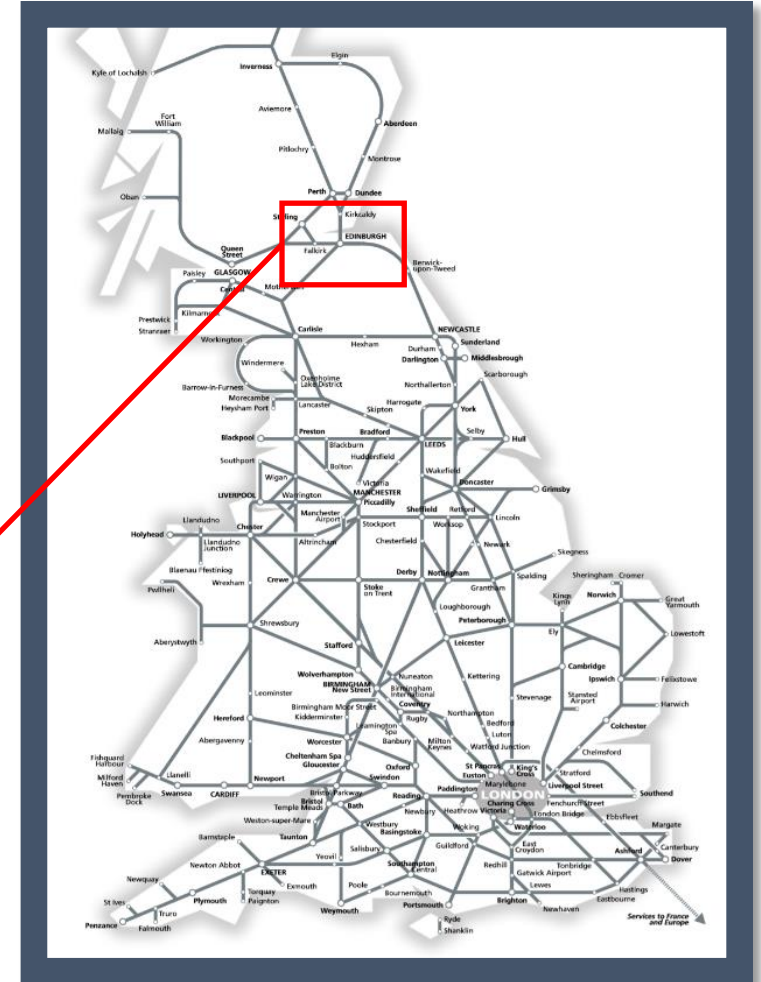 Elgin
Kyle of Lochalsh
Inverness
Aviemore
Fort
William
Mallaig
Aberdeen
Pitlochry
Montrose
Perth
Dundee
Oban
Kirkcaldy
Stirling
EDINBURGH
Falkirk
Queen
Street
GLASGOW
Central
Paisley
Berwick-
upon-Tweed
Prestwick
Stranraer
Carlisle
NEWCASTLE
Workington
Hexham
Durham
Sunderland
Darlington
Middlesbrough
Windermere
Oxenholme
Lake District
Scarborough
Barrow-in-Furness
Northallerton
Morecambe
Heysham Port
Lancaster
Harrogate
York
Skipton
Blackpool
Preston
Bradford
Selby
Hull
Blackburn
LEEDS
Huddersfield
Southport
Bolton
Wakefield
Wigan
Victoria
Doncaster
Grimsby
LIVERPOOL
Warrington
MANCHESTER
Piccadilly
Sheffield
Retford
Lincoln
Llandudno
Manchester
Airport
Stockport
Worksop
Holyhead
Chester
Llandudno
Junction
Altrincham
Chesterfield
Newark
Skegness
Blaenau Ffestiniog
Wrexham
Crewe
Stoke
on Trent
Derby
Nottingham
Grantham
Spalding
Sheringham
Cromer
Pwllheli
Kings
Lynn
Norwich
Great
Yarmouth
Loughborough
Peterborough
Shrewsbury
Ely
Lowestoft
Aberystwyth
Stafford
Leicester
Wolverhampton
BIRMINGHAM
New Street
Nuneaton
Kettering
Cambridge
Ipswich
Felixstowe
Birmingham
International
Leominster
Stevenage
Stansted
Airport
Harwich
Birmingham Moor Street
Coventry
Kidderminster
Rugby
Northampton
Hereford
Leamington
Spa
Bedford
Colchester
Worcester
Banbury
Milton
Keynes
Luton
Abergavenny
Cheltenham Spa
Watford Junction
Chelmsford
Gloucester
Oxford
St Pancras
Euston
King's
Cross
Fishguard
Harbour
Stratford
Milford
Haven
Llanelli
Newport
Swindon
Marylebone
Liverpool Street
Pembroke
Dock
Swansea
CARDIFF
Bristol Parkway
Reading
Paddington
LONDON
Southend
Bristol
Temple Meads
Bath
Charing Cross
Fenchurch Street
Newbury
Heathrow
Victoria
London Bridge
Ebbsfleet
Weston-super-Mare
Westbury
Waterloo
Margate
Barnstaple
Taunton
Basingstoke
Woking
East
Croydon
Canterbury
Yeovil
Salisbury
Guildford
Ashford
Dover
Newton Abbot
Southampton
Central
Redhill
Tonbridge
Newquay
EXETER
Gatwick Airport
Exmouth
Poole
Lewes
Hastings
St Ives
Plymouth
Torquay
Paignton
Bournemouth
Eastbourne
Truro
Weymouth
Portsmouth
Brighton
Newhaven
Penzance
Falmouth
Ryde
Shanklin
Services to France
and Europe